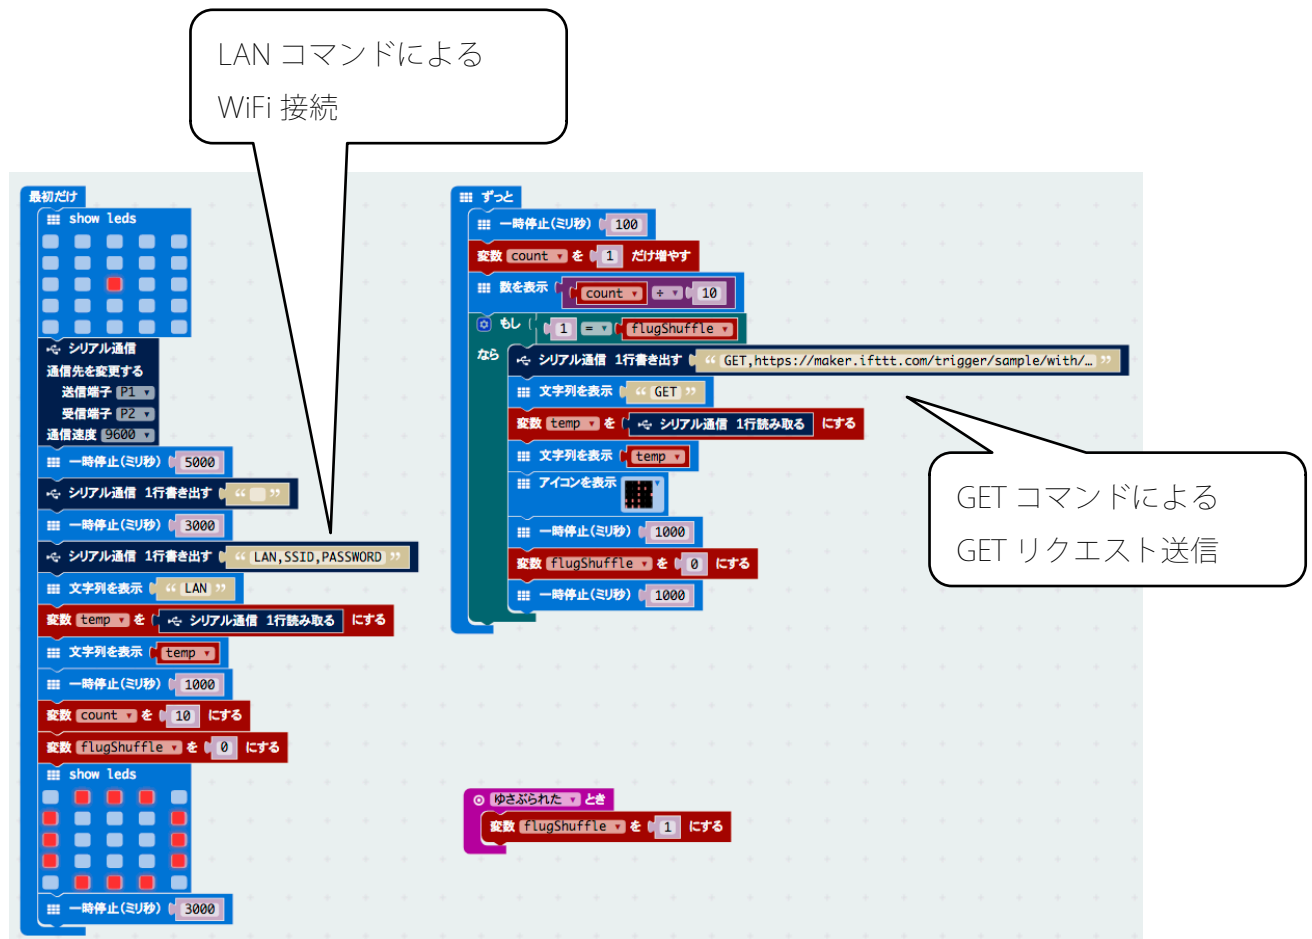 LAN コマンドによる
WiFi 接続
最初だけ
show leds
シリアル通信
通信先を変更する
送信端子 P1
受信端子 P2
通信速度 9600
一時停止(ミリ秒) 5000
シリアル通信 1行書き出す “ ”
一時停止(ミリ秒) 3000
シリアル通信 1行書き出す “ LAN,SSID,PASSWORD ”
文字列を表示 “ LAN ”
変数 temp を シリアル通信 1行読み取る にする
文字列を表示 temp
一時停止(ミリ秒) 1000
変数 count を 10 にする
変数 flugShuffle を 0 にする
show leds
一時停止(ミリ秒) 3000
ずっと
一時停止(ミリ秒) 100
変数 count を 1 だけ増やす
数を表示 count ÷ 10
もし 1 = flugShuffle
なら シリアル通信 1行書き出す “ GET,https://maker.ifttt.com/trigger/sample/with/… ”
文字列を表示 “ GET ”
変数 temp を シリアル通信 1行読み取る にする
文字列を表示 temp
アイコンを表示
一時停止(ミリ秒) 1000
変数 flugShuffle を 0 にする
一時停止(ミリ秒) 1000
GET コマンドによる
GET リクエスト送信
ゆさぶられた とき
変数 flugShuffle を 1 にする